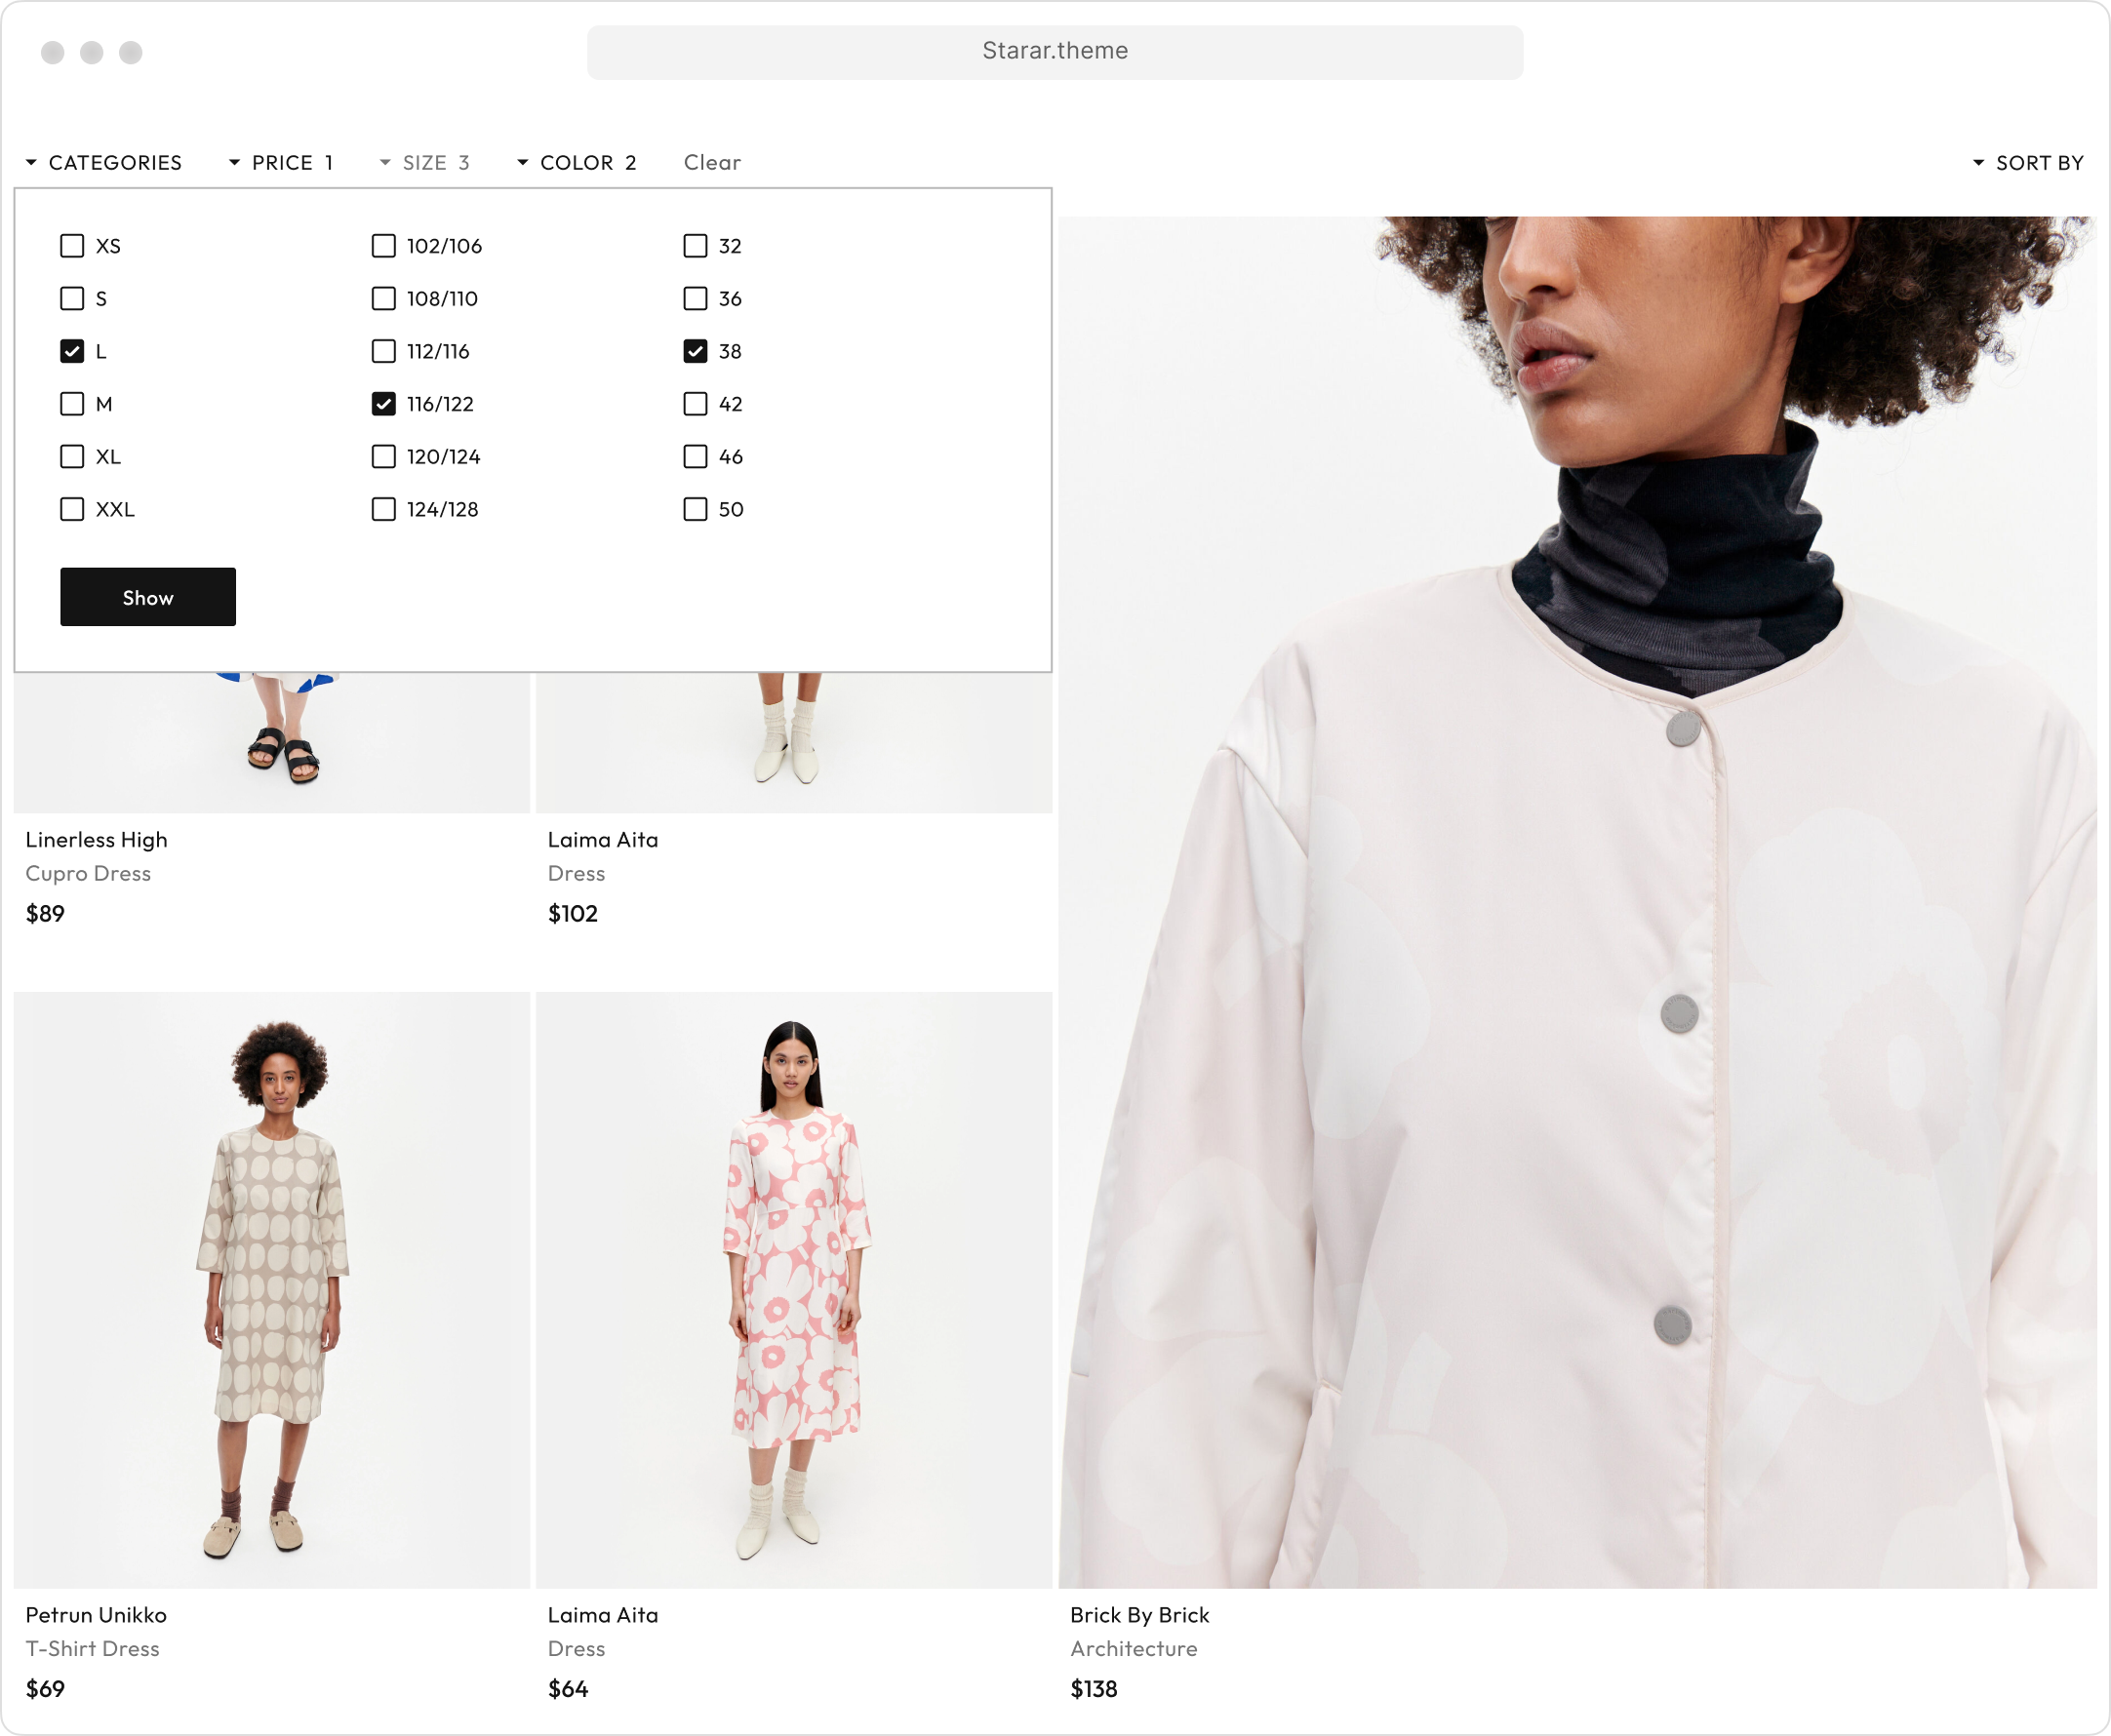 Starar.theme
CATEGORIES PRICE 1 SIZE 3 COLOR 2 Clear SORT BY
XS 102/106 32
S 108/110 36
L 112/116 38
M 116/122 42
XL 120/124 46
XXL 124/128 50
Show
Linerless High
Cupro Dress
$89
Laima Aita
Dress
$102
Petrun Unikko
T-Shirt Dress
$69
Laima Aita
Dress
$64
Brick By Brick
Architecture
$138